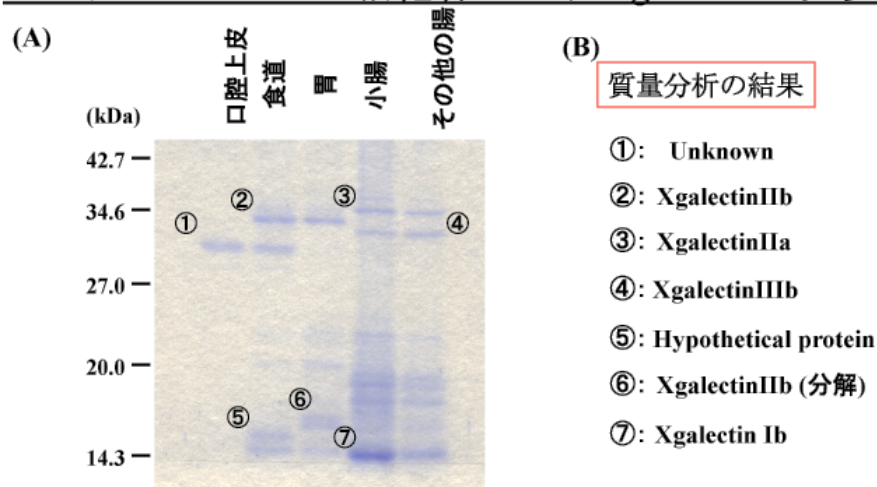 (A)
口腔上皮
食道
胃
小腸
その他の腸
(kDa)
42.7
34.6
27.0
20.0
14.3
①
②
③
④
⑤
⑥
⑦
(B)
質量分析の結果
①: Unknown
②: XgalectinIIb
③: XgalectinIIa
④: XgalectinIIIb
⑤: Hypothetical protein
⑥: XgalectinIIb (分解)
⑦: Xgalectin Ib